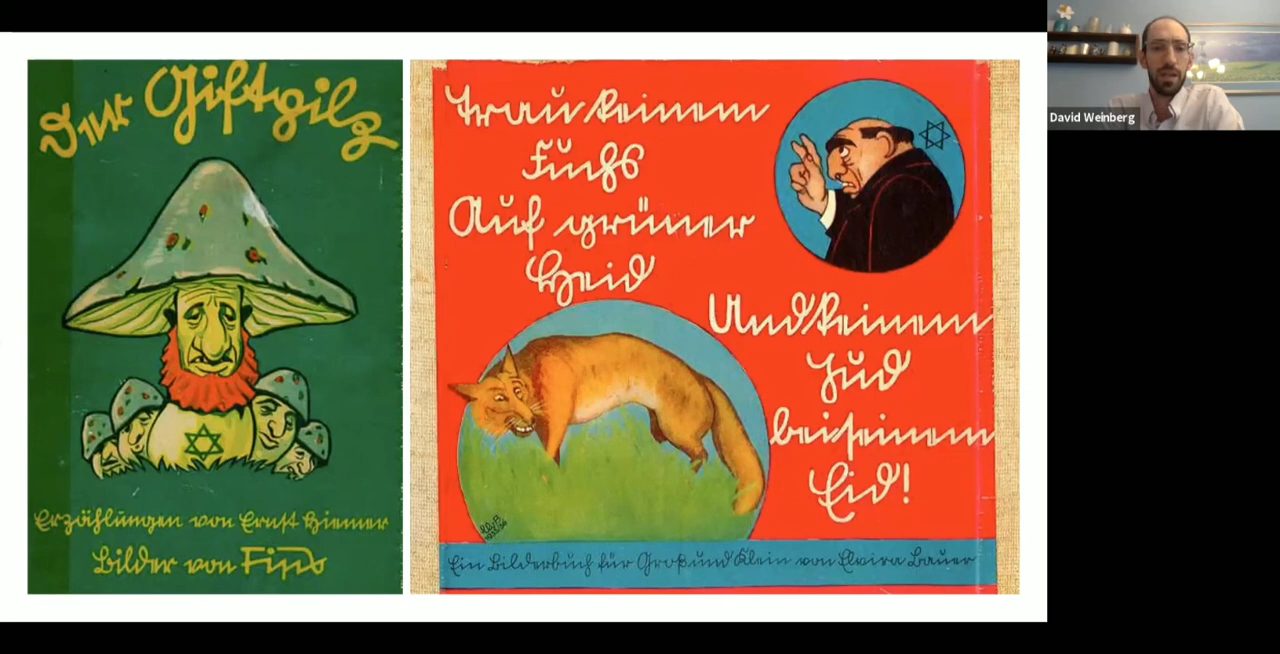 Der Giftpilz
Erzählungen von Ernst Hiemer
Bilder von Fips
Trau keinem
Fuchs
Auf grüner
Heid
Und keinem
Jud
bei seinem
Eid!
Ein Bilderbuch für Groß und Klein von Elvira Bauer
David Weinberg